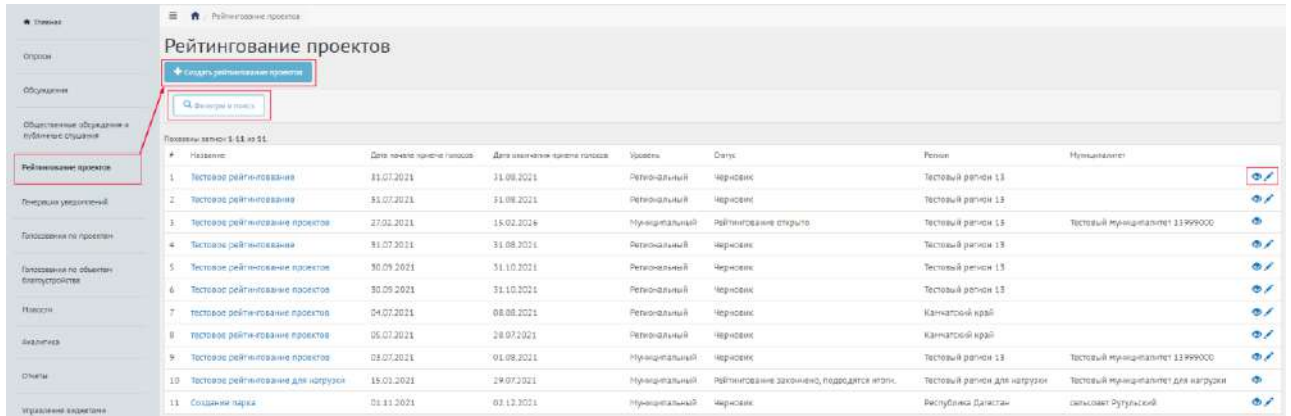 Главная
Рейтингование проектов
Опросы
Рейтингование проектов
Создать рейтингование проектов
Обсуждения
Фильтры и поиск
Общественные обсуждения и
публичные слушания
Показаны записи 1-11 из 11.
Рейтингование проектов
# Название Дата начала приема голосов Дата окончания приема голосов Уровень Статус Регион Муниципалитет
1 Тестовое рейтингование 31.07.2021 31.08.2021 Региональный Черновик Тестовый регион 13
Генерация уведомлений
2 Тестовое рейтингование 31.07.2021 31.08.2021 Региональный Черновик Тестовый регион 13
3 Тестовое рейтингование проектов 27.02.2021 15.02.2026 Муниципальный Рейтингование открыто Тестовый регион 13 Тестовый муниципалитет 13999000
Голосования по проектам
4 Тестовое рейтингование 31.07.2021 31.08.2021 Региональный Черновик Тестовый регион 13
Голосования по объектам
благоустройства
5 Тестовое рейтингование проектов 30.09.2021 31.10.2021 Региональный Черновик Тестовый регион 13
6 Тестовое рейтингование проектов 30.09.2021 31.10.2021 Региональный Черновик Тестовый регион 13
Новости
7 Тестовое рейтингование проектов 04.07.2021 08.08.2021 Региональный Черновик Камчатский край
Аналитика
8 Тестовое рейтингование проектов 05.07.2021 28.07.2021 Региональный Черновик Камчатский край
9 Тестовое рейтингование проектов 03.07.2021 01.08.2021 Муниципальный Черновик Тестовый регион 13 Тестовый муниципалитет 13999000
Отчеты
10 Тестовое рейтингование для нагрузки 15.01.2021 29.07.2021 Муниципальный Рейтингование закончено, подводятся итоги. Тестовый регион для нагрузки Тестовый муниципалитет для нагрузки
Управление виджетами
11 Создание парка 01.11.2021 02.12.2021 Муниципальный Черновик Республика Дагестан сельсовет Рутульский